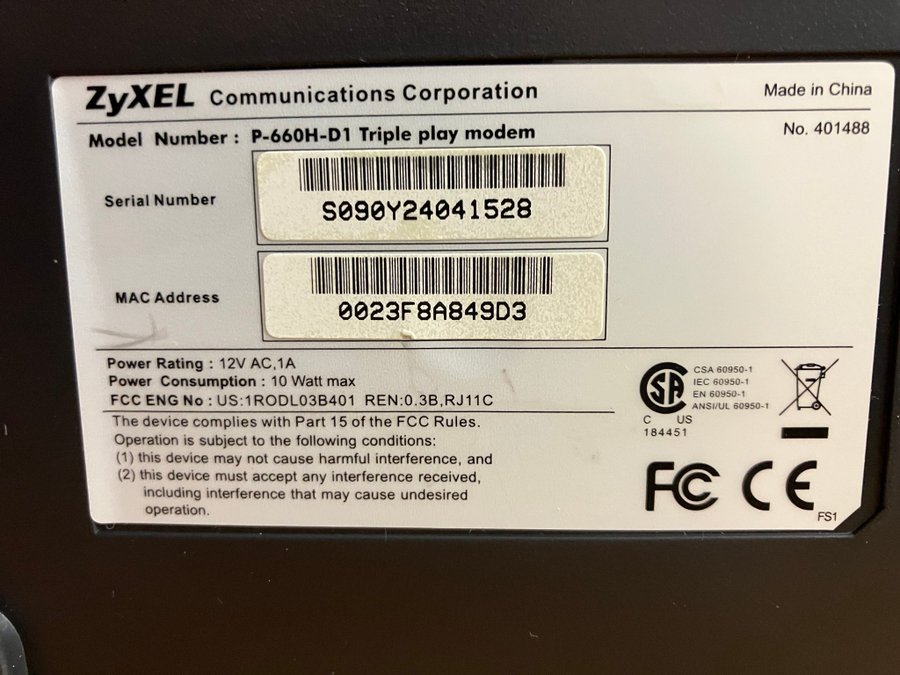 ZyXEL Communications Corporation
Made in China
Model Number : P-660H-D1 Triple play modem
No. 401488
Serial Number
S090Y24041528
MAC Address
0023F8A849D3
Power Rating : 12V AC,1A
Power Consumption : 10 Watt max
FCC ENG No : US:1RODL03B401 REN:0.3B,RJ11C
The device complies with Part 15 of the FCC Rules.
Operation is subject to the following conditions:
(1) this device may not cause harmful interference, and
(2) this device must accept any interference received,
including interference that may cause undesired
operation.
SA
C US
184451
CSA 60950-1
IEC 60950-1
EN 60950-1
ANSI/UL 60950-1
FC CE
FS1